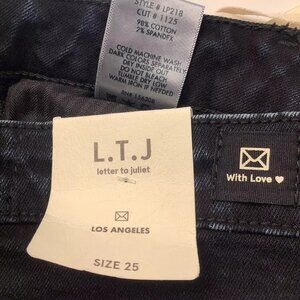 STYLE # LP218
CUT # 1125
98% COTTON
2% SPANDEX
COLD MACHINE WASH
DARK COLORS SEPARATELY
DRY INSIDE OUT
DO NOT BLEACH
TUMBLE DRY LOW
WARM IRON IF NEEDED
L.T.J
letter to juliet
LOS ANGELES
SIZE 25
With Love ♥